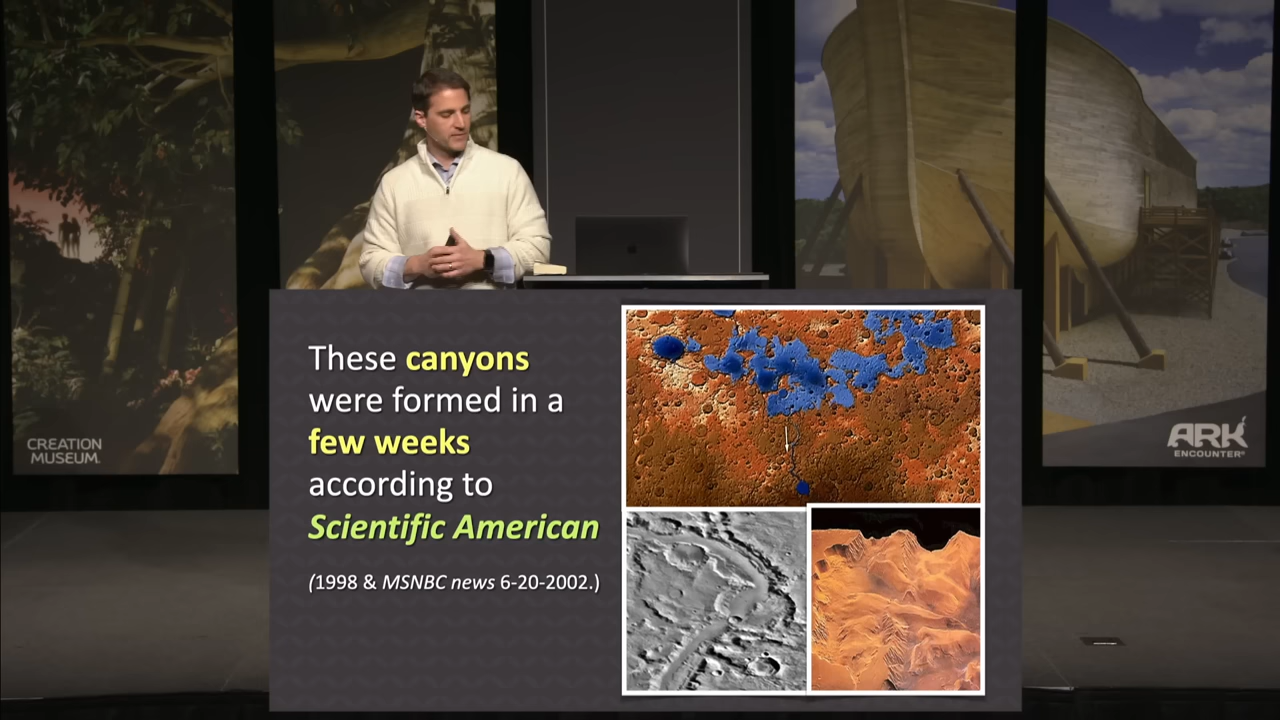 CREATION
MUSEUM®
ARK
ENCOUNTER®
These canyons
were formed in a
few weeks
according to
Scientific American
(1998 & MSNBC news 6-20-2002.)